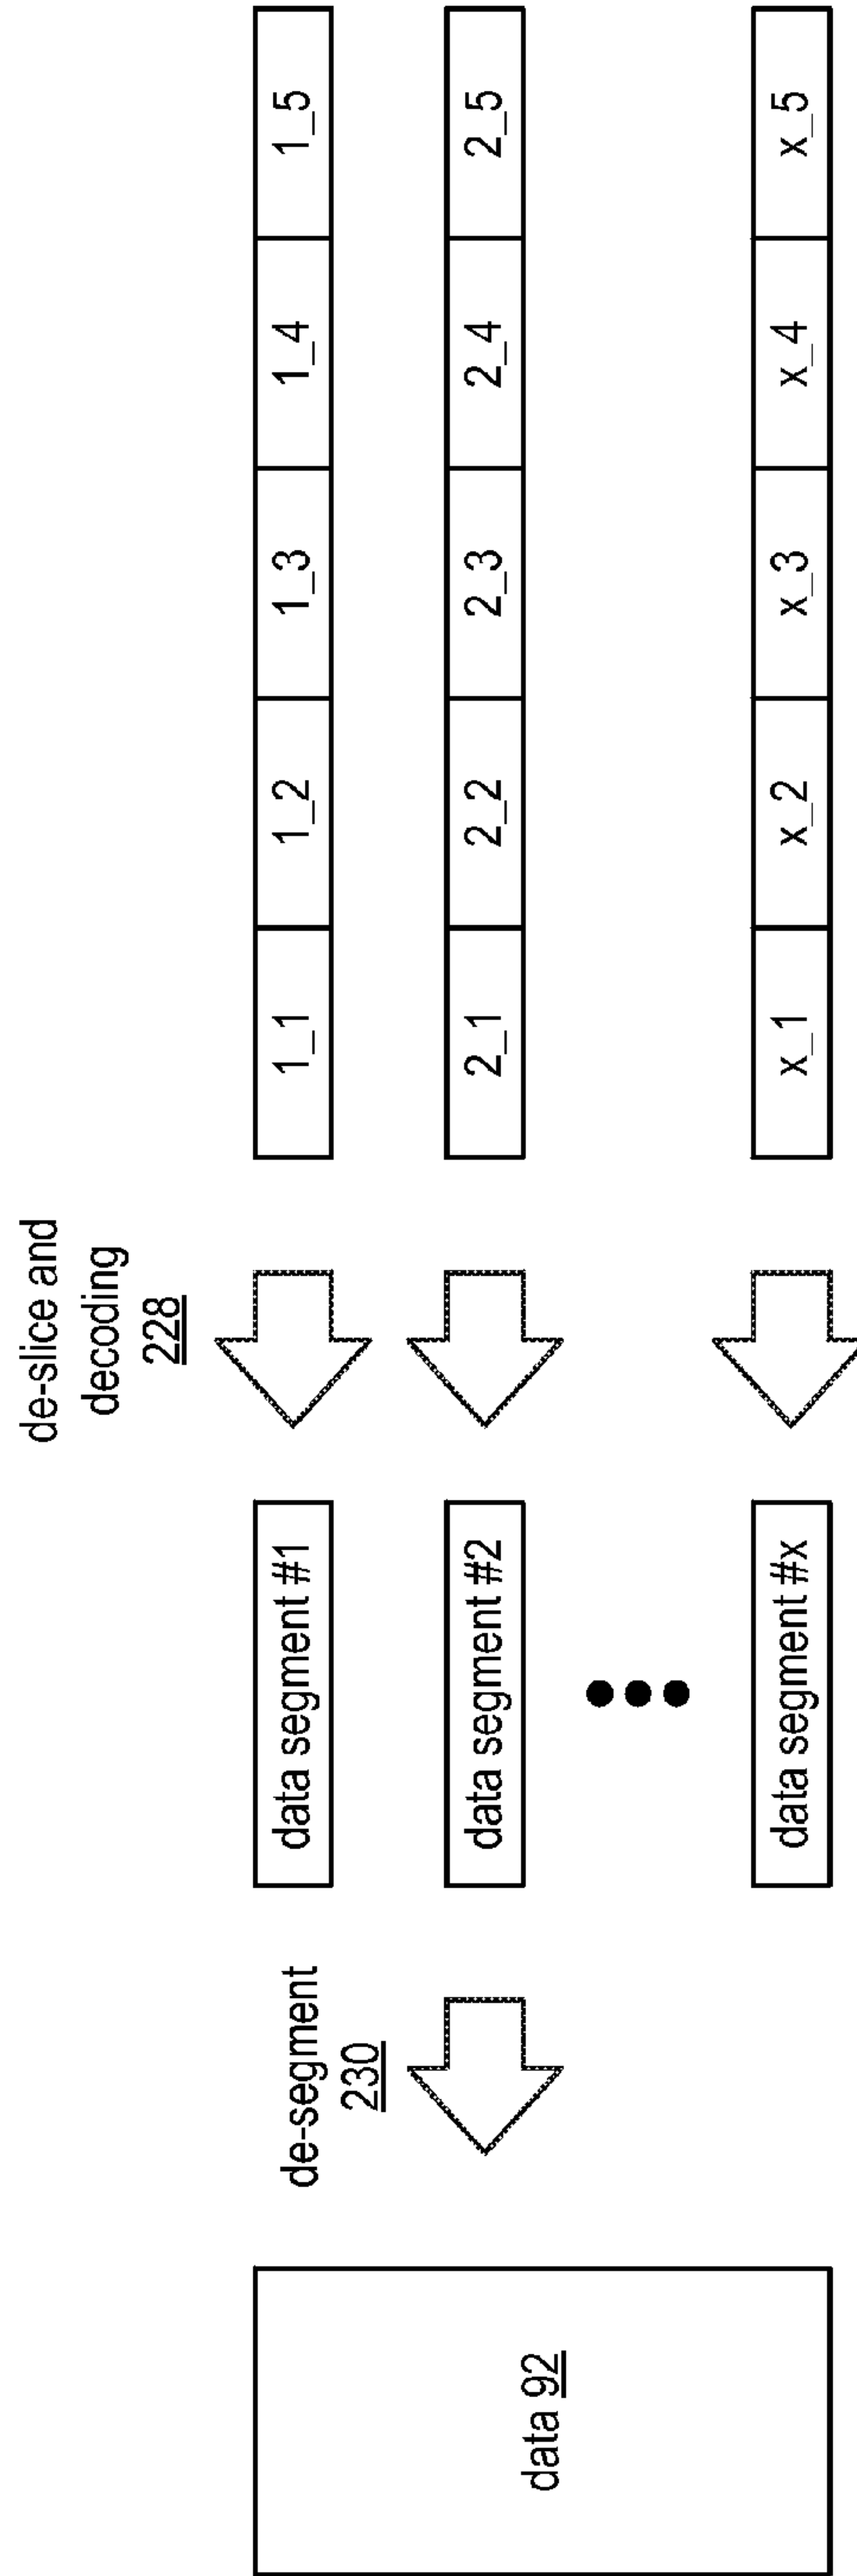 de-slice and
decoding
228
de-segment
230
data 92
data segment #1
1_1
1_2
1_3
1_4
1_5
data segment #2
2_1
2_2
2_3
2_4
2_5
data segment #x
x_1
x_2
x_3
x_4
x_5